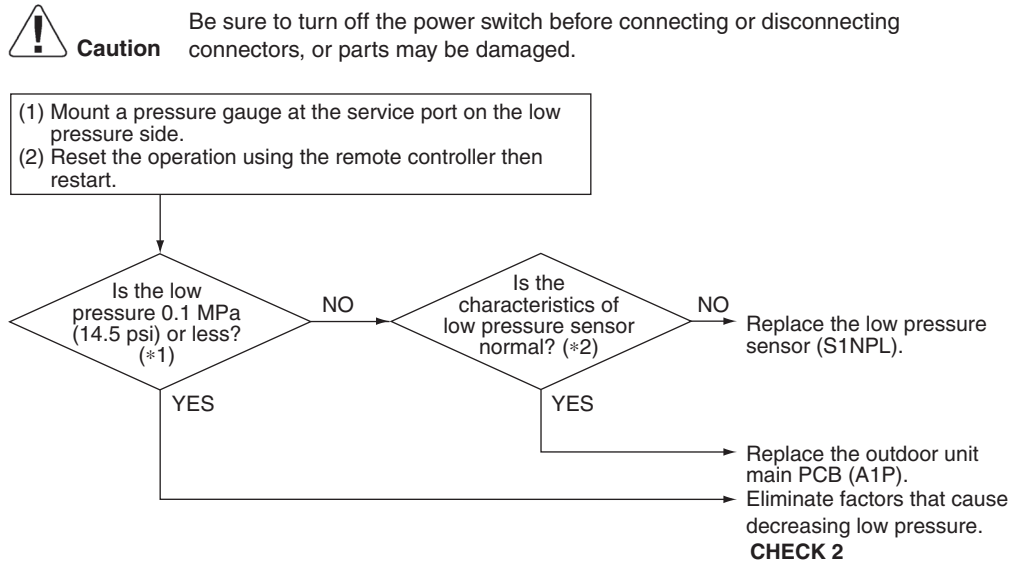 Be sure to turn off the power switch before connecting or disconnecting
Caution connectors, or parts may be damaged.
(1) Mount a pressure gauge at the service port on the low
pressure side.
(2) Reset the operation using the remote controller then
restart.
Is the low
pressure 0.1 MPa
(14.5 psi) or less?
(*1)
NO
YES
Is the
characteristics of
low pressure sensor
normal? (*2)
NO
YES
Replace the low pressure
sensor (S1NPL).
Replace the outdoor unit
main PCB (A1P).
Eliminate factors that cause
decreasing low pressure.
CHECK 2